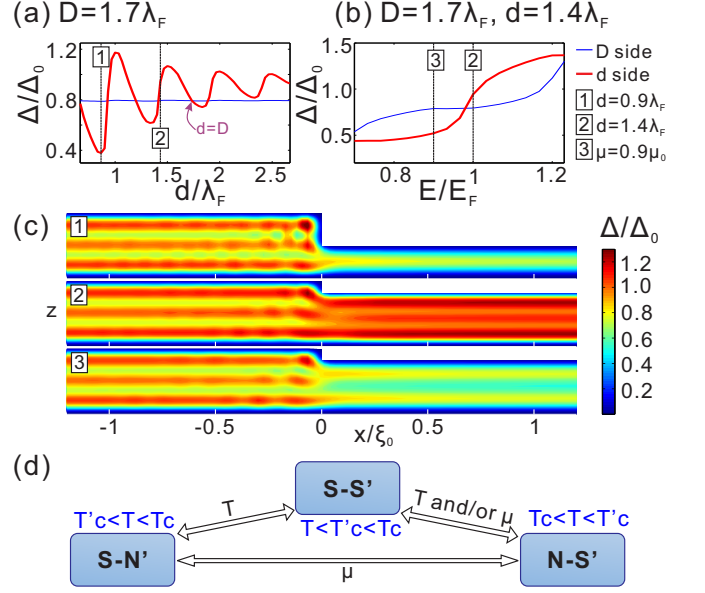 (a) D=1.7λF
(b) D=1.7λF, d=1.4λF
Δ/Δ0
1.2
0.8
0.4
1
2
d=D
1
1.5
2
2.5
d/λF
Δ/Δ0
1.5
1.0
0.5
3
2
0.8
1
1.2
E/EF
D side
d side
1 d=0.9λF
2 d=1.4λF
3 μ=0.9μ0
(c)
1
2
3
z
-1
-0.5
0
0.5
1
x/ξ0
Δ/Δ0
1.2
1.0
0.8
0.6
0.4
0.2
(d)
S-S'
T'c<T<Tc
T
T<T'c<Tc
T and/or μ
Tc<T<T'c
S-N'
μ
N-S'